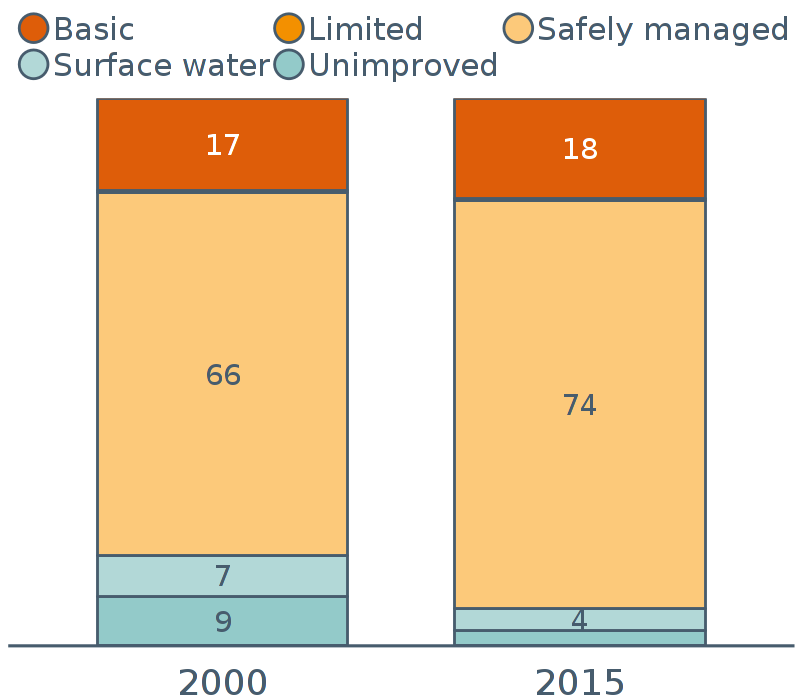 Basic Limited Safely managed
Surface water Unimproved
17 18
66 74
7 4
9
2000 2015